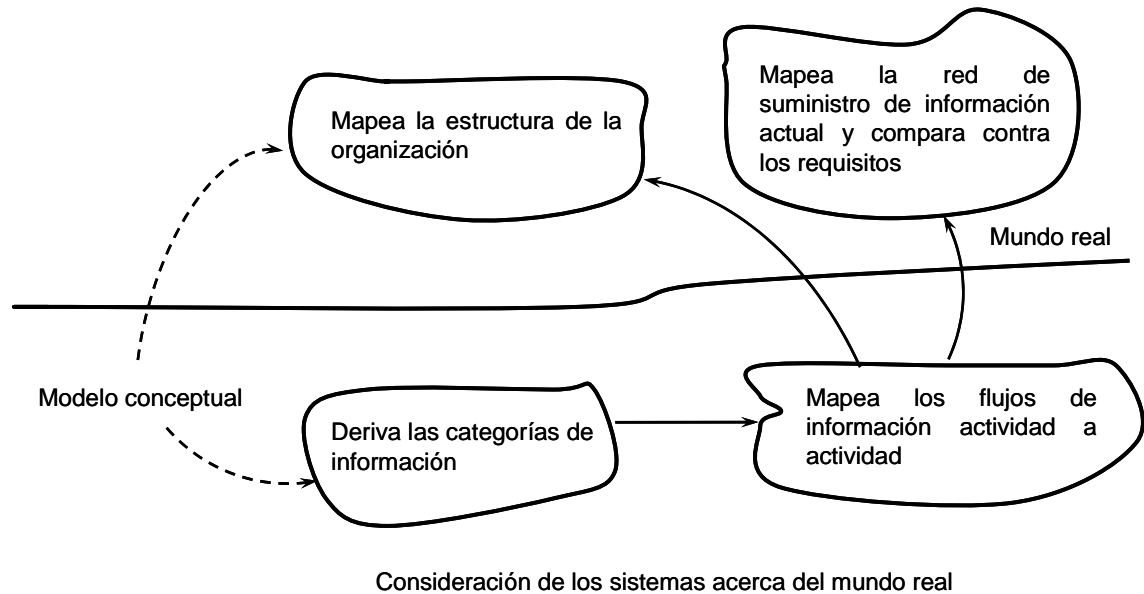 Mapea la estructura de la
organización
Mapea la red de
suministro de información
actual y compara contra
los requisitos
Mundo real
Modelo conceptual
Deriva las categorías de
información
Mapea los flujos de
información actividad a
actividad
Consideración de los sistemas acerca del mundo real